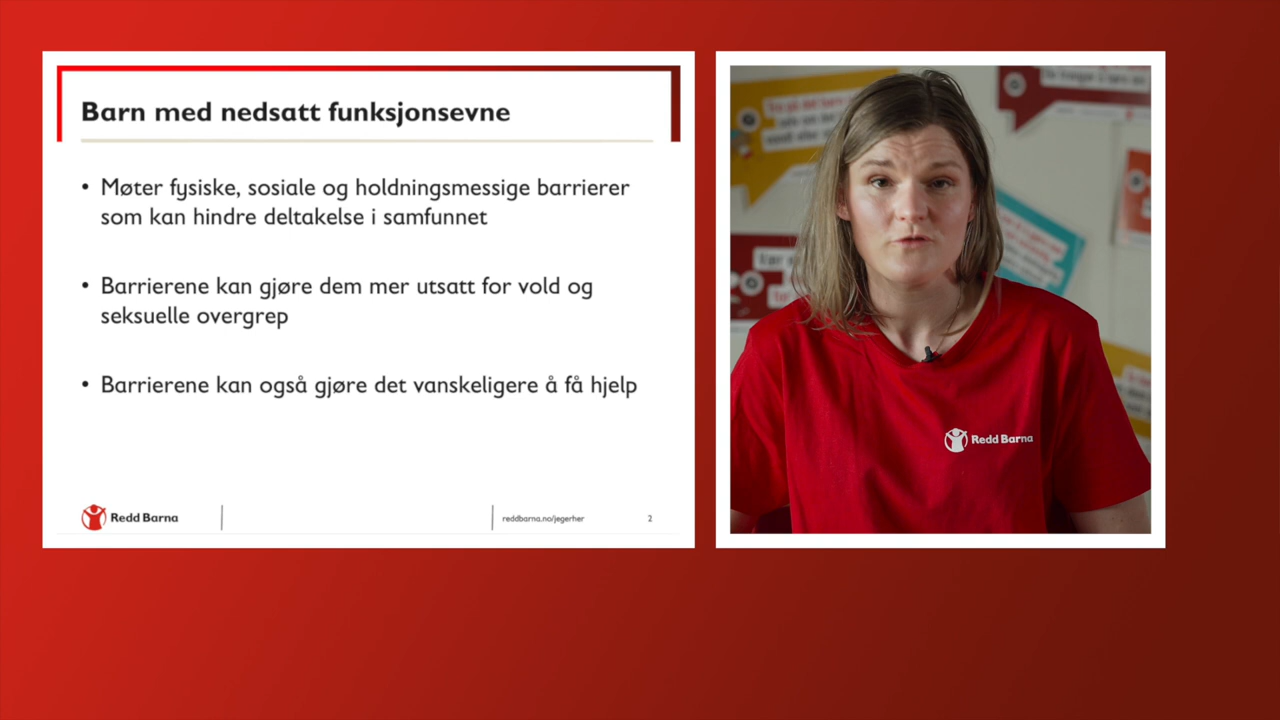 Barn med nedsatt funksjonsevne
• Møter fysiske, sosiale og holdningsmessige barrierer
som kan hindre deltakelse i samfunnet
• Barrierene kan gjøre dem mer utsatt for vold og
seksuelle overgrep
• Barrierene kan også gjøre det vanskeligere å få hjelp
Redd Barna
reddbarna.no/jegerher
2
Redd Barna